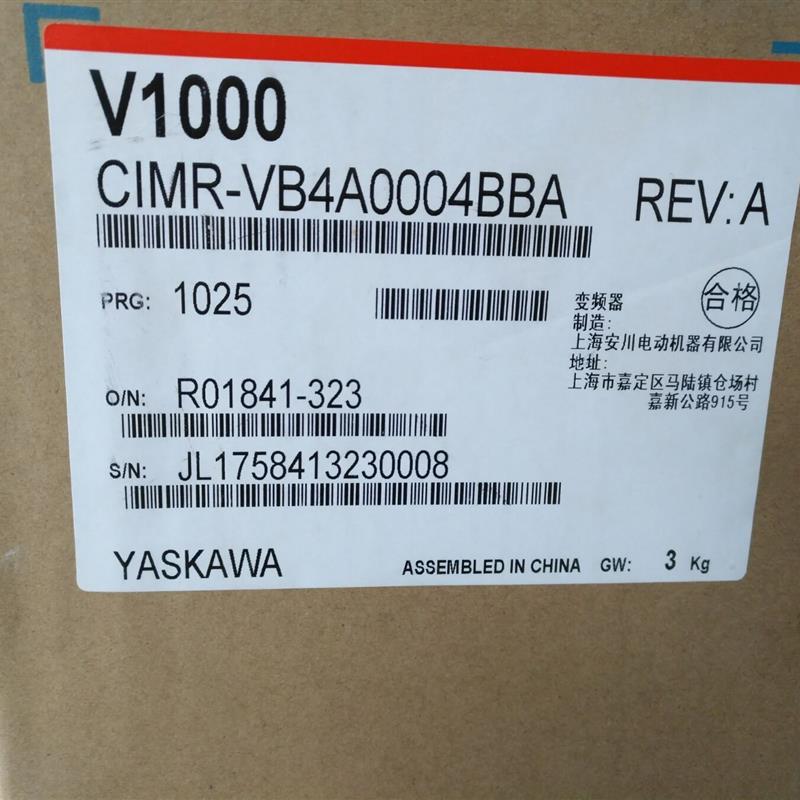 V1000
CIMR-VB4A0004BBA REV: A
PRG: 1025
变频器
合格
制造:
上海安川电动机器有限公司
地址:
上海市嘉定区马陆镇仓场村
嘉新公路915号
O/N: R01841-323
S/N: JL1758413230008
YASKAWA ASSEMBLED IN CHINA GW: 3 Kg